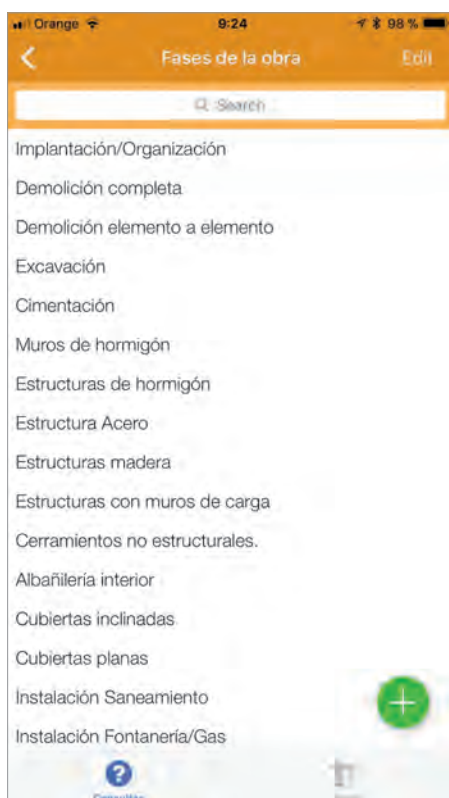 Orange 9:24 98 %
Fases de la obra Edit
Search
Implantación/Organización
Demolición completa
Demolición elemento a elemento
Excavación
Cimentación
Muros de hormigón
Estructuras de hormigón
Estructura Acero
Estructuras madera
Estructuras con muros de carga
Cerramientos no estructurales.
Albañilería interior
Cubiertas inclinadas
Cubiertas planas
Instalación Saneamiento
Instalación Fontanería/Gas